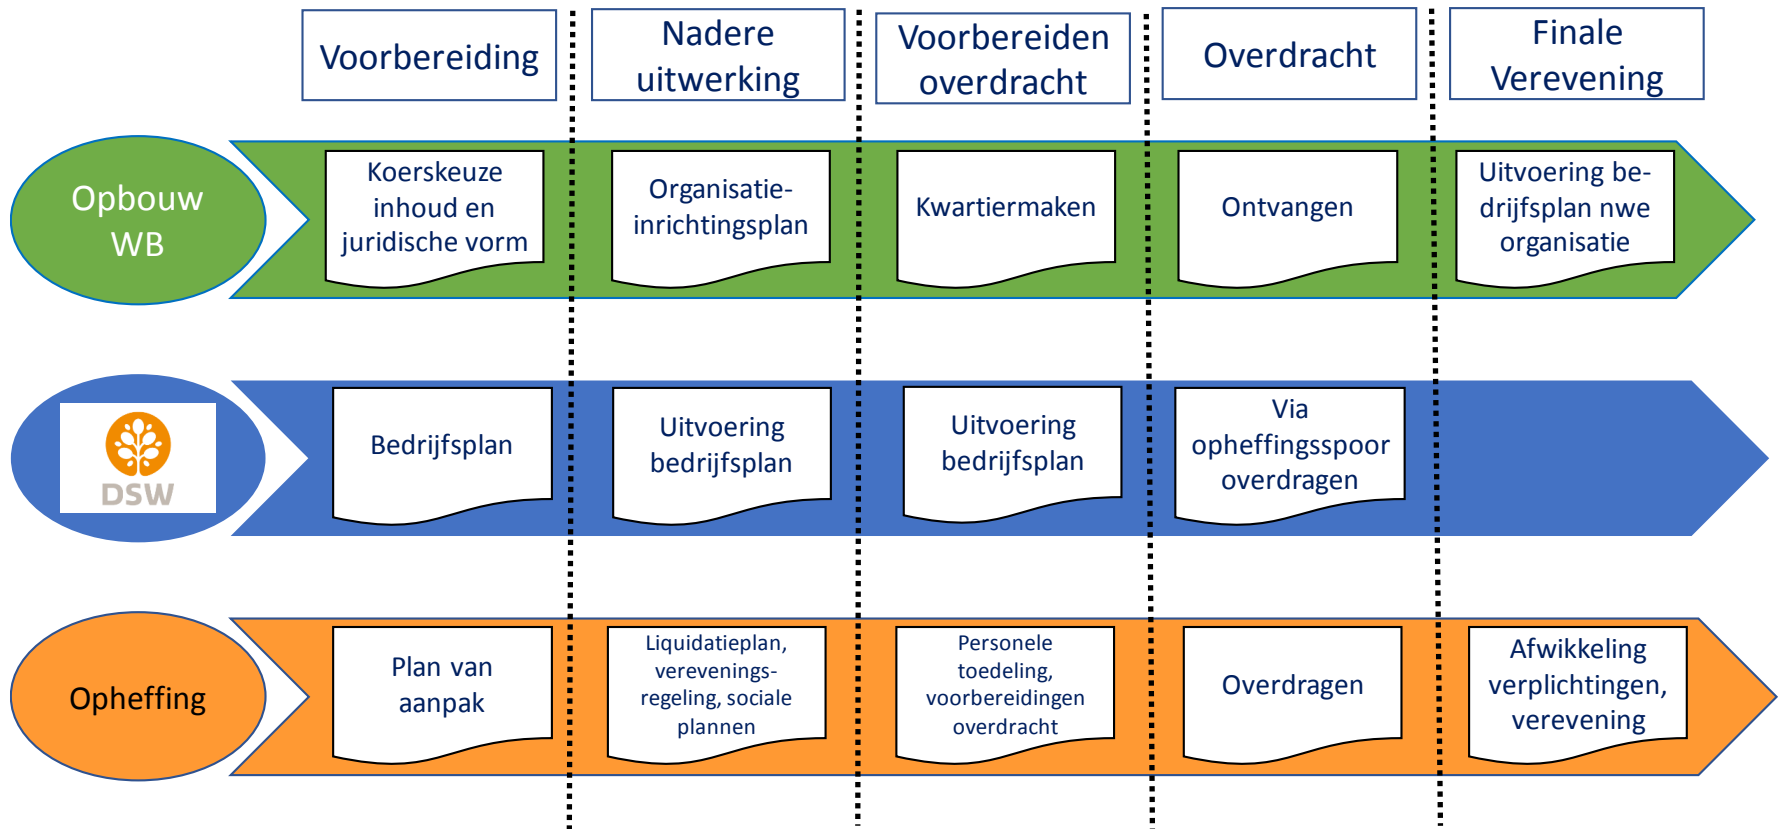 Voorbereiding
Nadere
uitwerking
Voorbereiden
overdracht
Overdracht
Finale
Verevening
Opbouw
WB
Koerskeuze
inhoud en
juridische vorm
Organisatie-
inrichtingsplan
Kwartiermaken
Ontvangen
Uitvoering be-
drijfsplan nwe
organisatie
DSW
Bedrijfsplan
Uitvoering
bedrijfsplan
Uitvoering
bedrijfsplan
Via
opheffingsspoor
overdragen
Opheffing
Plan van
aanpak
Liquidatieplan,
verevenings-
regeling, sociale
plannen
Personele
toedeling,
voorbereidingen
overdracht
Overdragen
Afwikkeling
verplichtingen,
verevening